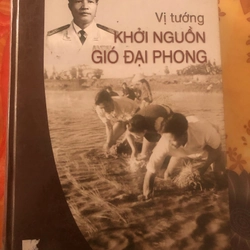 Vị tướng
KHỞI NGUỒN
GIÓ ĐẠI PHONG